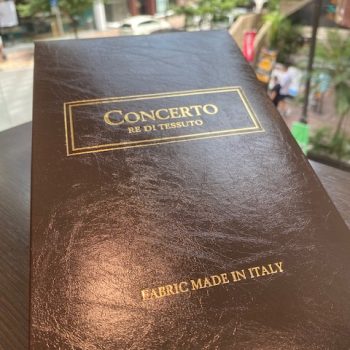 CONCERTO
RE DI TESSUTO
FABRIC MADE IN ITALY